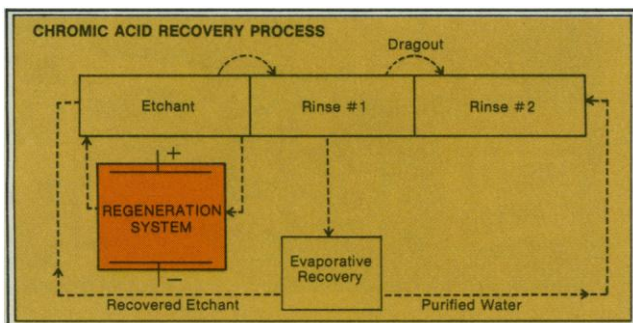 CHROMIC ACID RECOVERY PROCESS
Dragout
Etchant
Rinse #1
Rinse #2
+
REGENERATION
SYSTEM
−
Evaporative
Recovery
Recovered Etchant
Purified Water